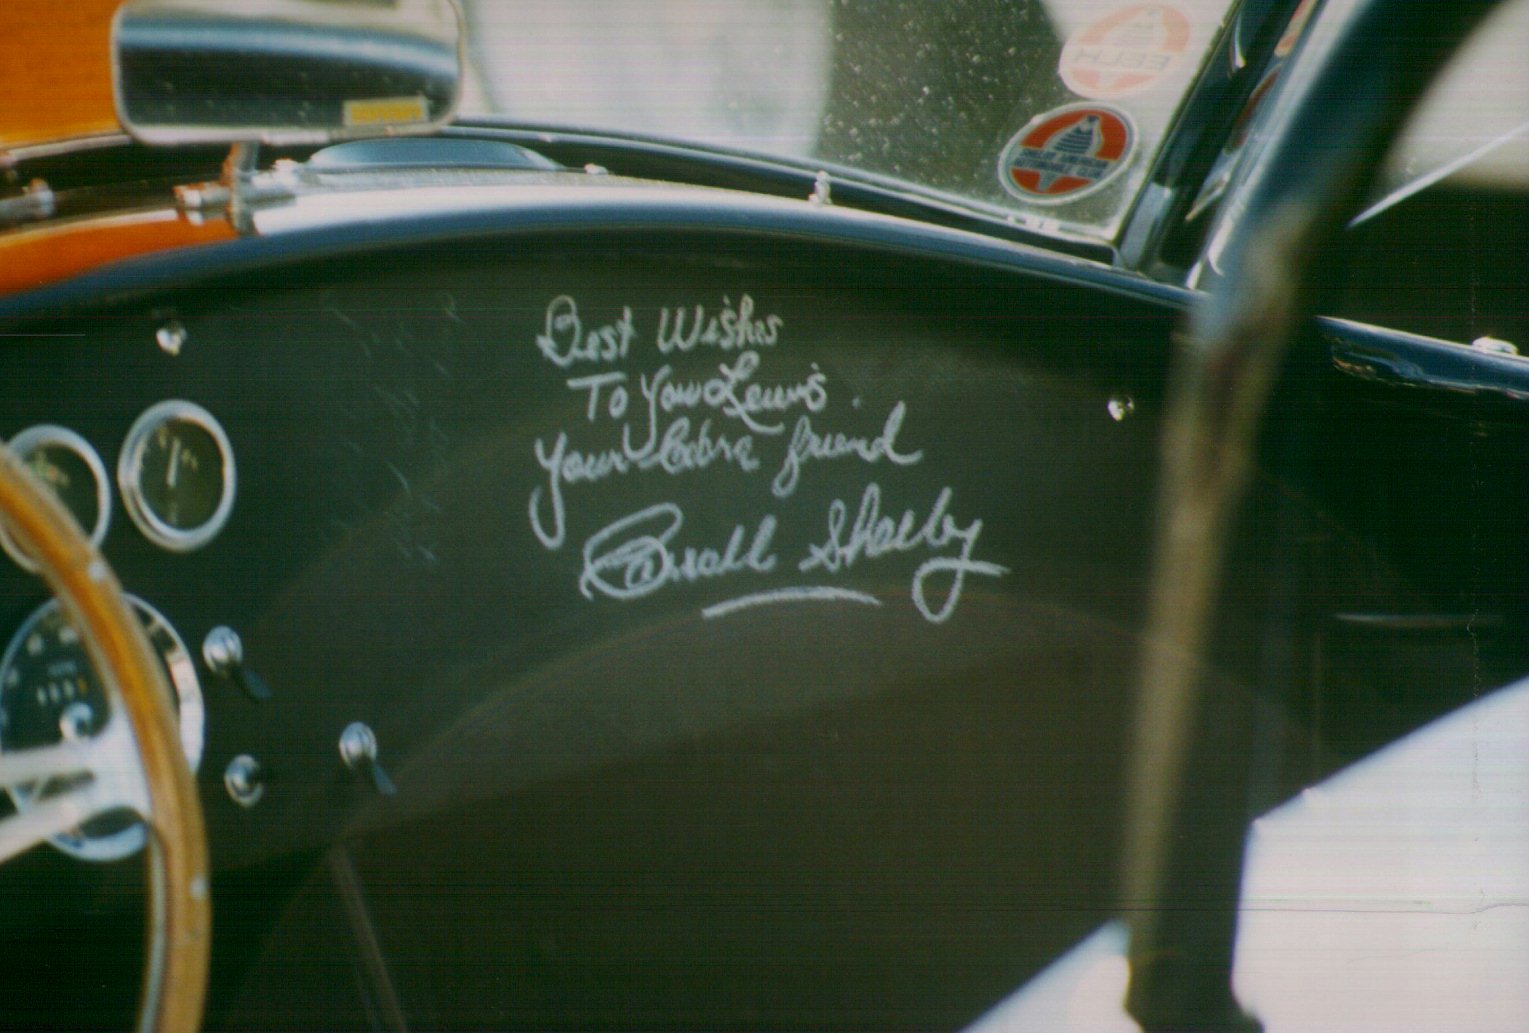 Best Wishes
To You Lewis
Your Cobra friend
Carroll Shelby